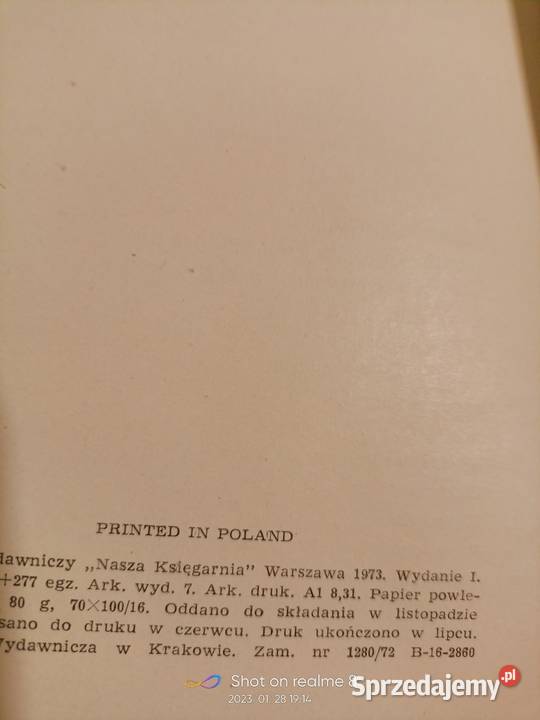 PRINTED IN POLAND
dawniczy „Nasza Księgarnia" Warszawa 1973. Wydanie I.
+277 egz. Ark. wyd. 7. Ark. druk. A1 8,31. Papier powle-
80 g, 70×100/16. Oddano do składania w listopadzie
sano do druku w czerwcu. Druk ukończono w lipcu.
Wydawnicza w Krakowie. Zam. nr 1280/72 B-16-2860
Shot on realme 8
2023. 01. 28 19:14
Sprzedajemy.pl